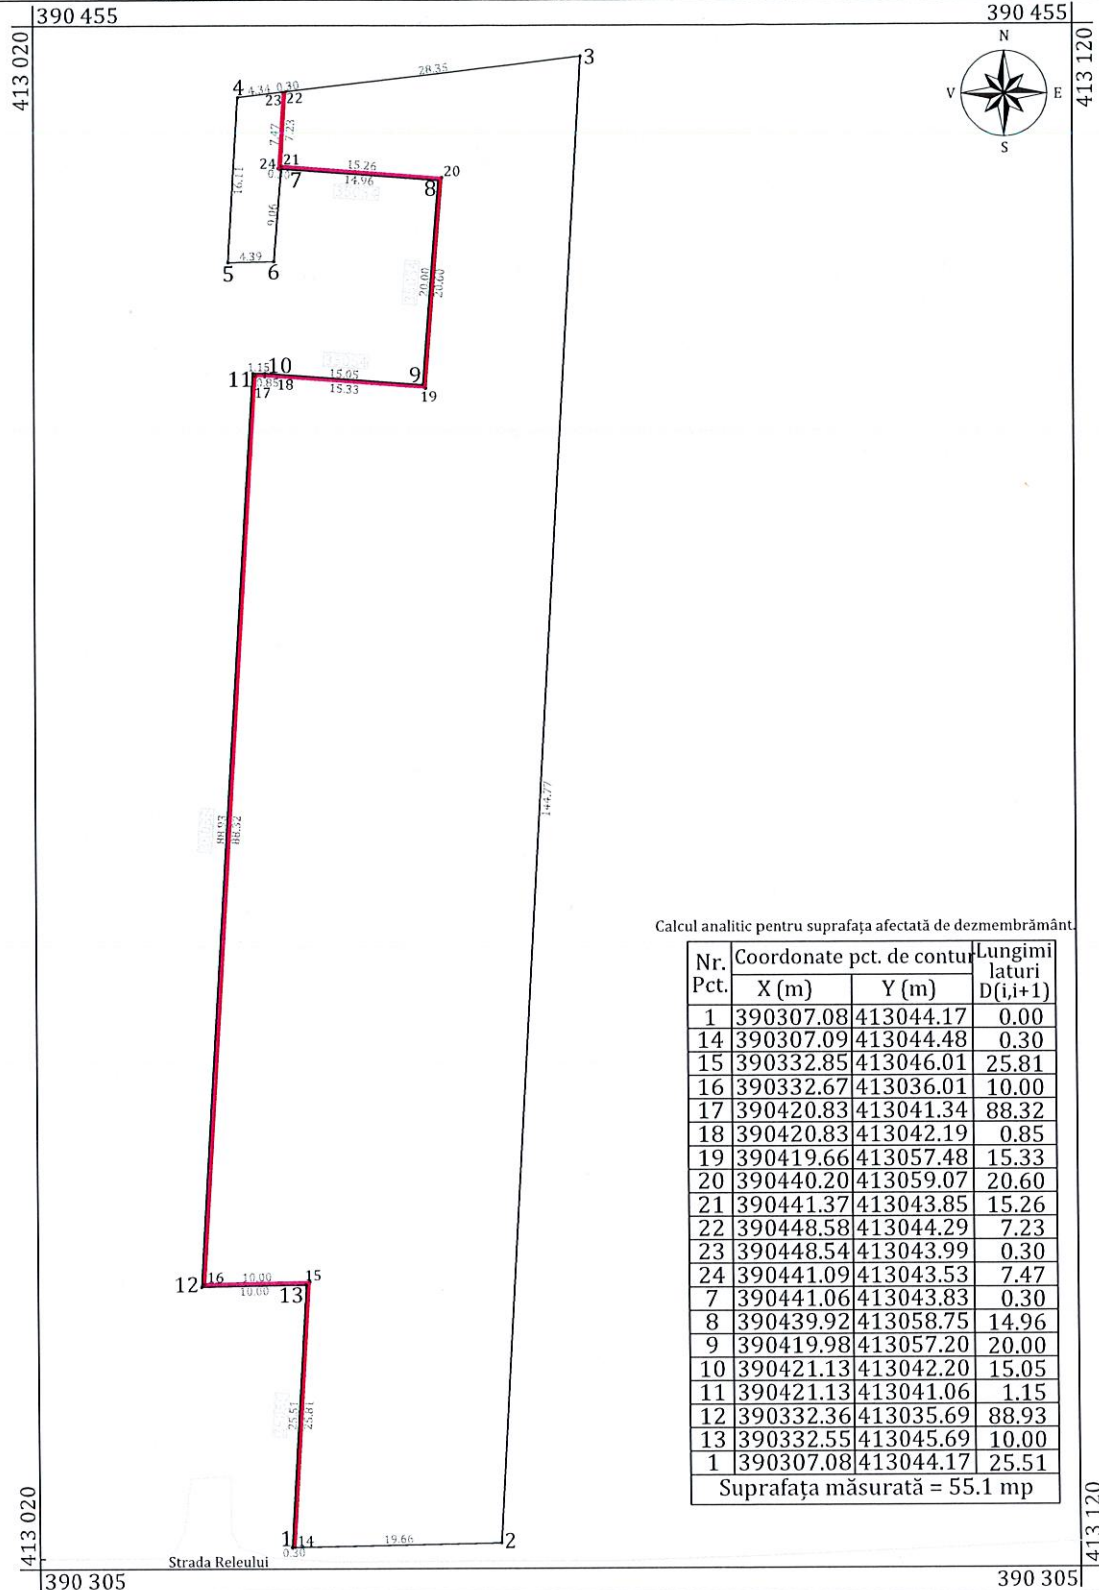 390 455
390 455
413 020
413 120
N
V
E
S
3
28.35
4
4.34
0.30
23
22
7.47
7.23
24
21
15.26
20
7
14.96
8
16.11
9.06
4.39
5
6
20.00
20.60
1.15
10
15.05
9
11
0.85
18
15.33
17
19
88.93
88.32
144.77
Calcul analitic pentru suprafața afectată de dezmembrământ.
Nr. Pct. Coordonate pct. de contur Lungimi laturi D(i,i+1)
X (m) Y (m)
1 390307.08 413044.17 0.00
14 390307.09 413044.48 0.30
15 390332.85 413046.01 25.81
16 390332.67 413036.01 10.00
17 390420.83 413041.34 88.32
18 390420.83 413042.19 0.85
19 390419.66 413057.48 15.33
20 390440.20 413059.07 20.60
21 390441.37 413043.85 15.26
22 390448.58 413044.29 7.23
23 390448.54 413043.99 0.30
24 390441.09 413043.53 7.47
7 390441.06 413043.83 0.30
8 390439.92 413058.75 14.96
9 390419.98 413057.20 20.00
10 390421.13 413042.20 15.05
11 390421.13 413041.06 1.15
12 390332.36 413035.69 88.93
13 390332.55 413045.69 10.00
1 390307.08 413044.17 25.51
Suprafața măsurată = 55.1 mp
12
16
10.00
15
10.00
13
25.51
25.81
1
14
19.66
2
0.30
Strada Releului
413 020
413 120
390 305
390 305